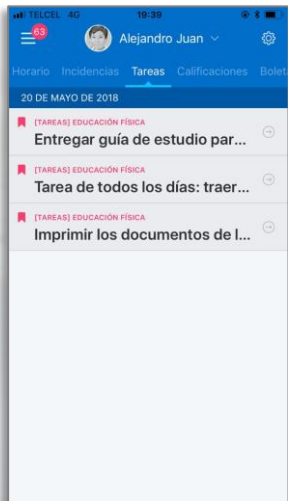 TELCEL 4G 19:39
63
Alejandro Juan
Horario Incidencias Tareas Calificaciones Bolet
20 DE MAYO DE 2018
[TAREAS] EDUCACIÓN FÍSICA
Entregar guía de estudio par...
[TAREAS] EDUCACIÓN FÍSICA
Tarea de todos los días: traer...
[TAREAS] EDUCACIÓN FÍSICA
Imprimir los documentos de l...